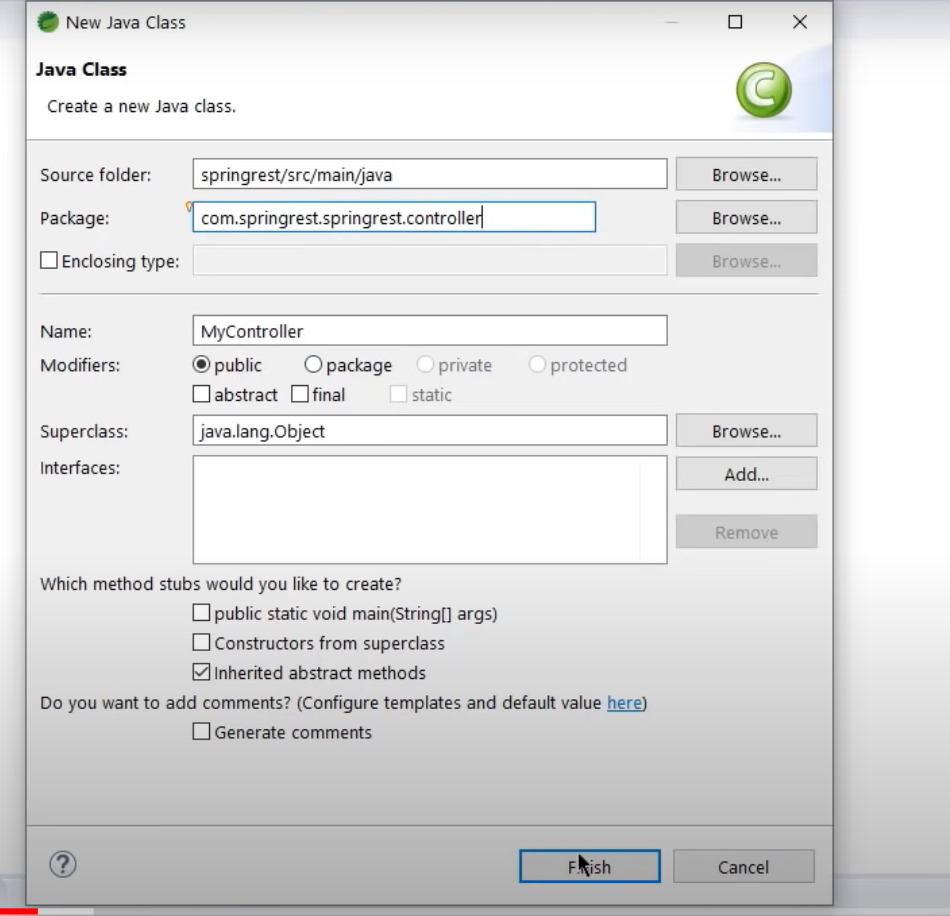 New Java Class
Java Class
Create a new Java class.
C
Source folder: springrest/src/main/java Browse...
Package: com.springrest.springrest.controller Browse...
Enclosing type: Browse...
Name: MyController
Modifiers: public package private protected
abstract final static
Superclass: java.lang.Object Browse...
Interfaces: Add...
Remove
Which method stubs would you like to create?
public static void main(String[] args)
Constructors from superclass
Inherited abstract methods
Do you want to add comments? (Configure templates and default value here)
Generate comments
? Finish Cancel